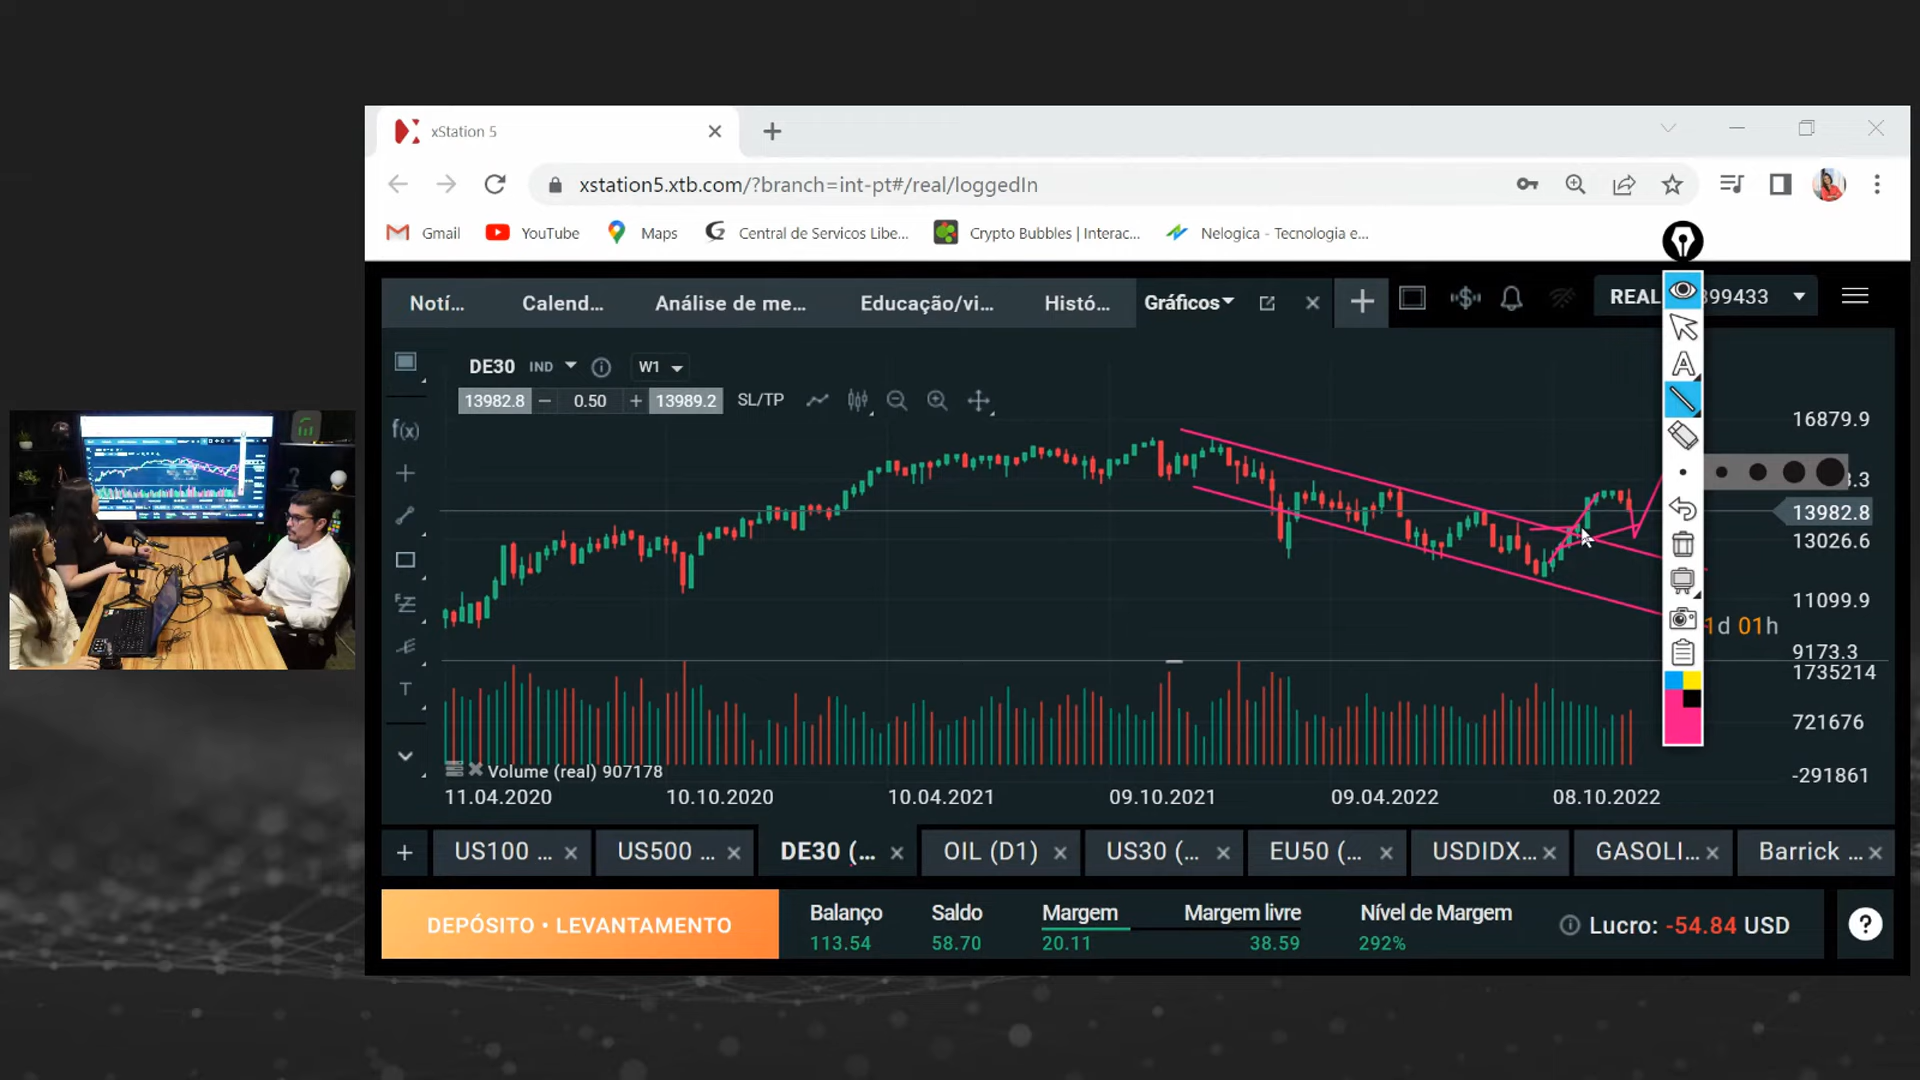 xStation 5
xstation5.xtb.com/?branch=int-pt#/real/loggedIn
Gmail YouTube Maps Central de Servicos Libe... Crypto Bubbles | Interac... Nelogica - Tecnologia e...
Notí... Calend... Análise de me... Educação/vi... Histó... Gráficos REAL 399433
DE30 IND W1
13982.8 0.50 13989.2 SL/TP
16879.9
.3
13982.8
13026.6
11099.9
1d 01h
9173.3
1735214
721676
-291861
f(x)
T
A
Volume (real) 907178
11.04.2020 10.10.2020 10.04.2021 09.10.2021 09.04.2022 08.10.2022
US100 ... US500 ... DE30 (... OIL (D1) US30 (... EU50 (... USDIDX... GASOLI... Barrick ...
DEPÓSITO • LEVANTAMENTO
Balanço Saldo Margem Margem livre Nível de Margem
113.54 58.70 20.11 38.59 292%
Lucro: -54.84 USD
?